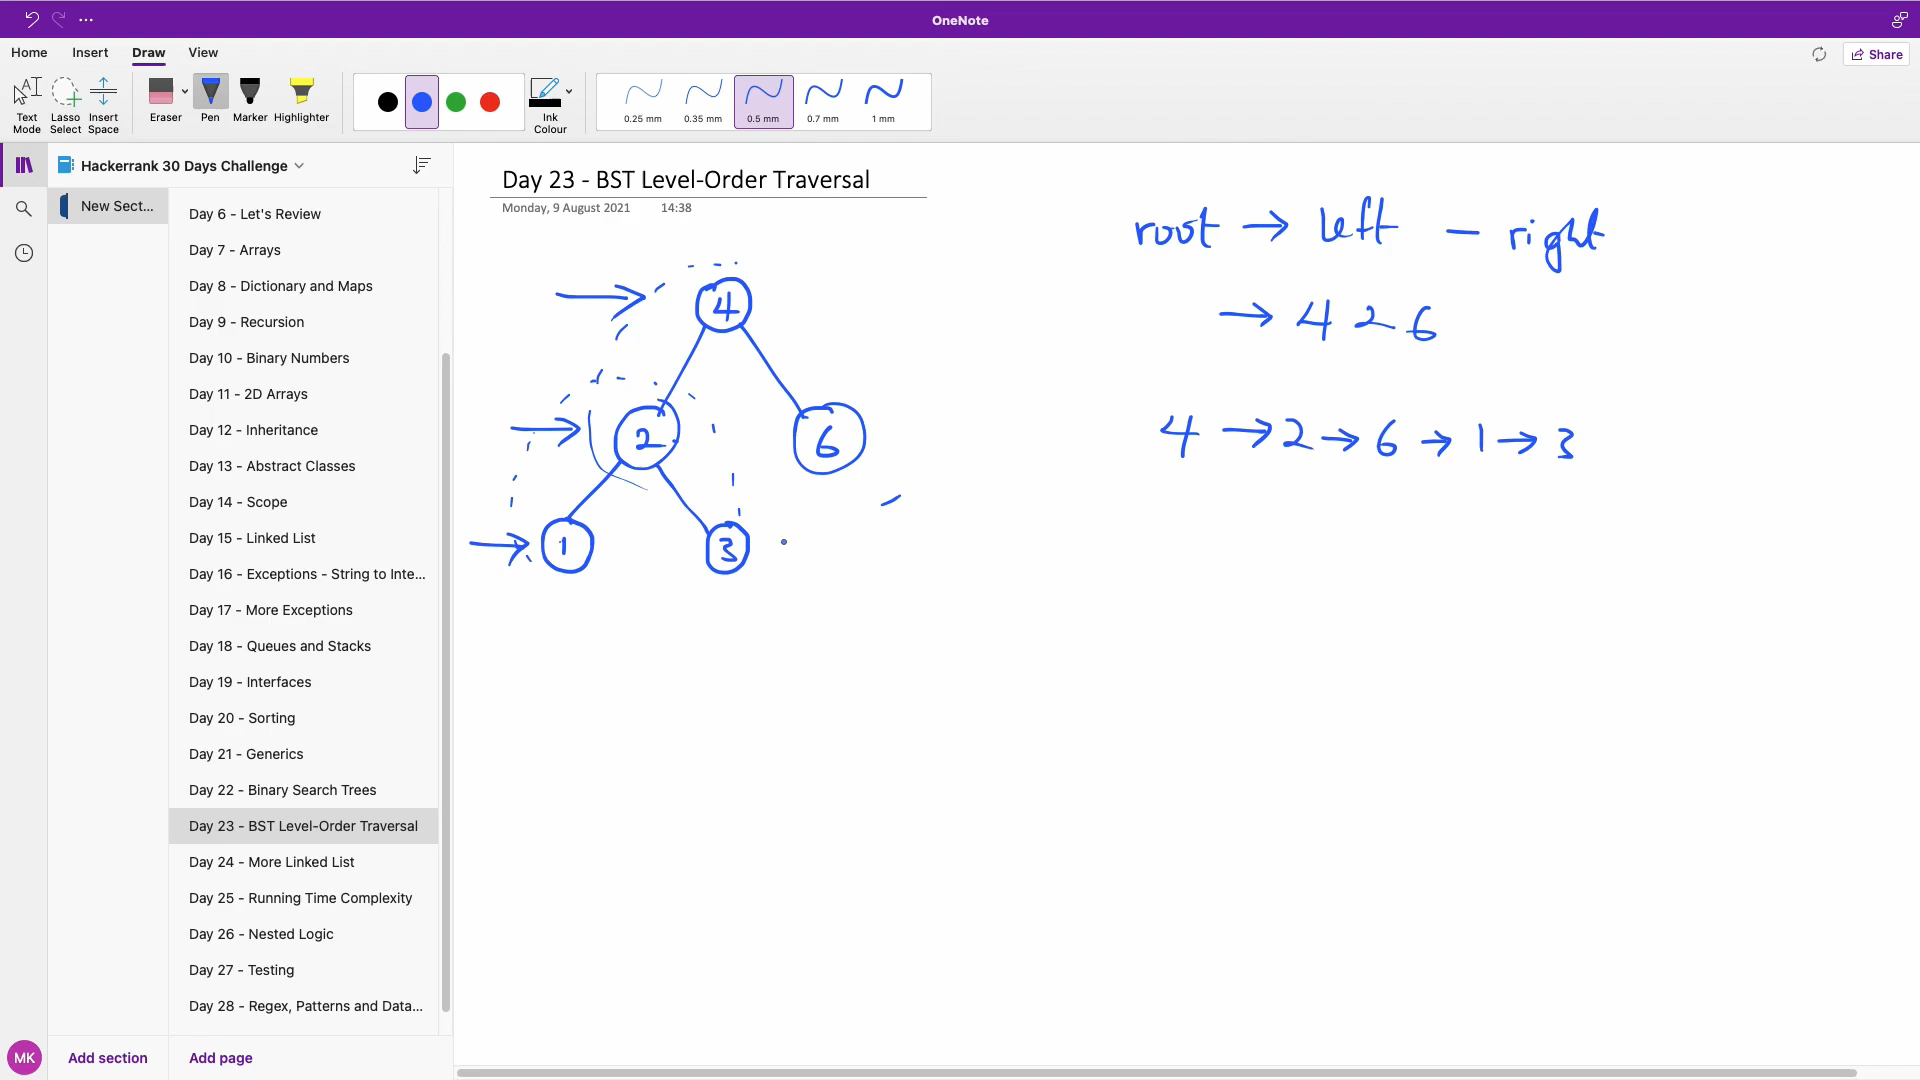 OneNote
Home Insert Draw View
Share
Text Mode
Lasso Select
Insert Space
Eraser
Pen
Marker
Highlighter
Ink Colour
0.25 mm
0.35 mm
0.5 mm
0.7 mm
1 mm
Hackerrank 30 Days Challenge
New Sect...
Day 6 - Let's Review
Day 7 - Arrays
Day 8 - Dictionary and Maps
Day 9 - Recursion
Day 10 - Binary Numbers
Day 11 - 2D Arrays
Day 12 - Inheritance
Day 13 - Abstract Classes
Day 14 - Scope
Day 15 - Linked List
Day 16 - Exceptions - String to Inte...
Day 17 - More Exceptions
Day 18 - Queues and Stacks
Day 19 - Interfaces
Day 20 - Sorting
Day 21 - Generics
Day 22 - Binary Search Trees
Day 23 - BST Level-Order Traversal
Day 24 - More Linked List
Day 25 - Running Time Complexity
Day 26 - Nested Logic
Day 27 - Testing
Day 28 - Regex, Patterns and Data...
MK
Add section
Add page
Day 23 - BST Level-Order Traversal
Monday, 9 August 2021 14:38
4
2 6
1 3
root → left - right
→ 4 2 6
4 → 2 → 6 → 1 → 3